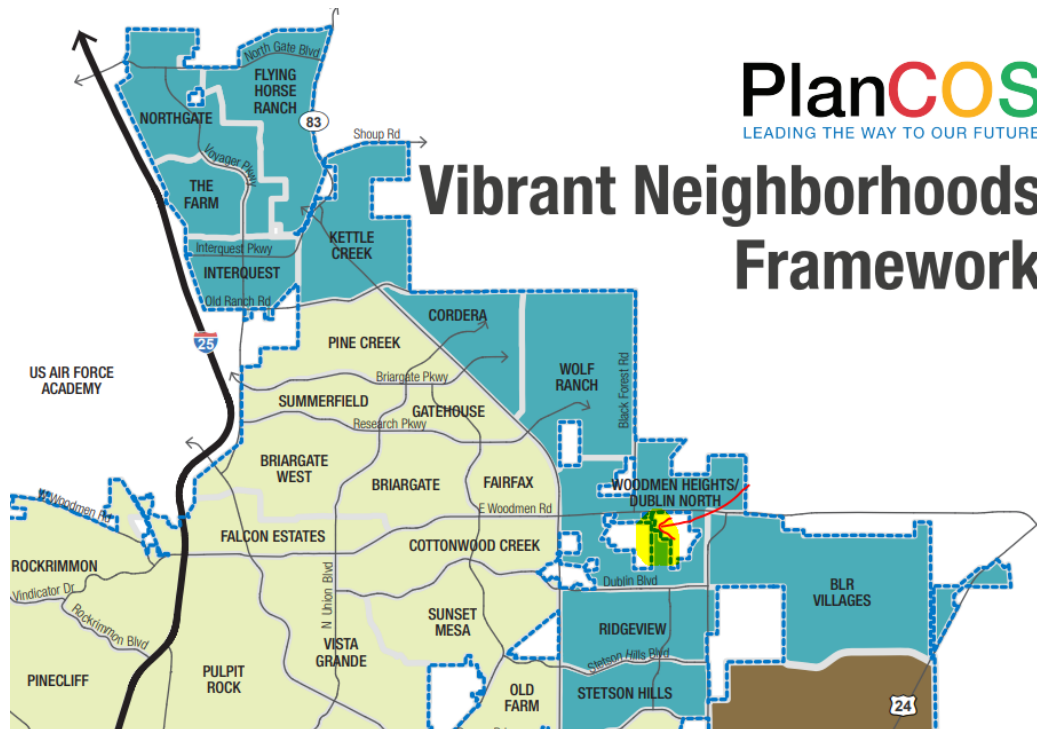 PlanCOS
LEADING THE WAY TO OUR FUTURE
Vibrant Neighborhoods
Framework
North Gate Blvd
FLYING
HORSE
RANCH
NORTHGATE
83
Shoup Rd
Voyager Pkwy
THE
FARM
KETTLE
CREEK
Interquest Pkwy
INTERQUEST
Old Ranch Rd
CORDERA
25
PINE CREEK
US AIR FORCE
ACADEMY
Briargate Pkwy
WOLF
RANCH
Black Forest Rd
SUMMERFIELD
GATEHOUSE
Research Pkwy
BRIARGATE
WEST
BRIARGATE
FAIRFAX
WOODMEN HEIGHTS/
DUBLIN NORTH
W Woodmen Rd
E Woodmen Rd
FALCON ESTATES
COTTONWOOD CREEK
ROCKRIMMON
Vindicator Dr
Dublin Blvd
BLR
VILLAGES
Rockrimmon Blvd
N Union Blvd
SUNSET
MESA
RIDGEVIEW
VISTA
GRANDE
Stetson Hills Blvd
PINECLIFF
PULPIT
ROCK
OLD
FARM
STETSON HILLS
24